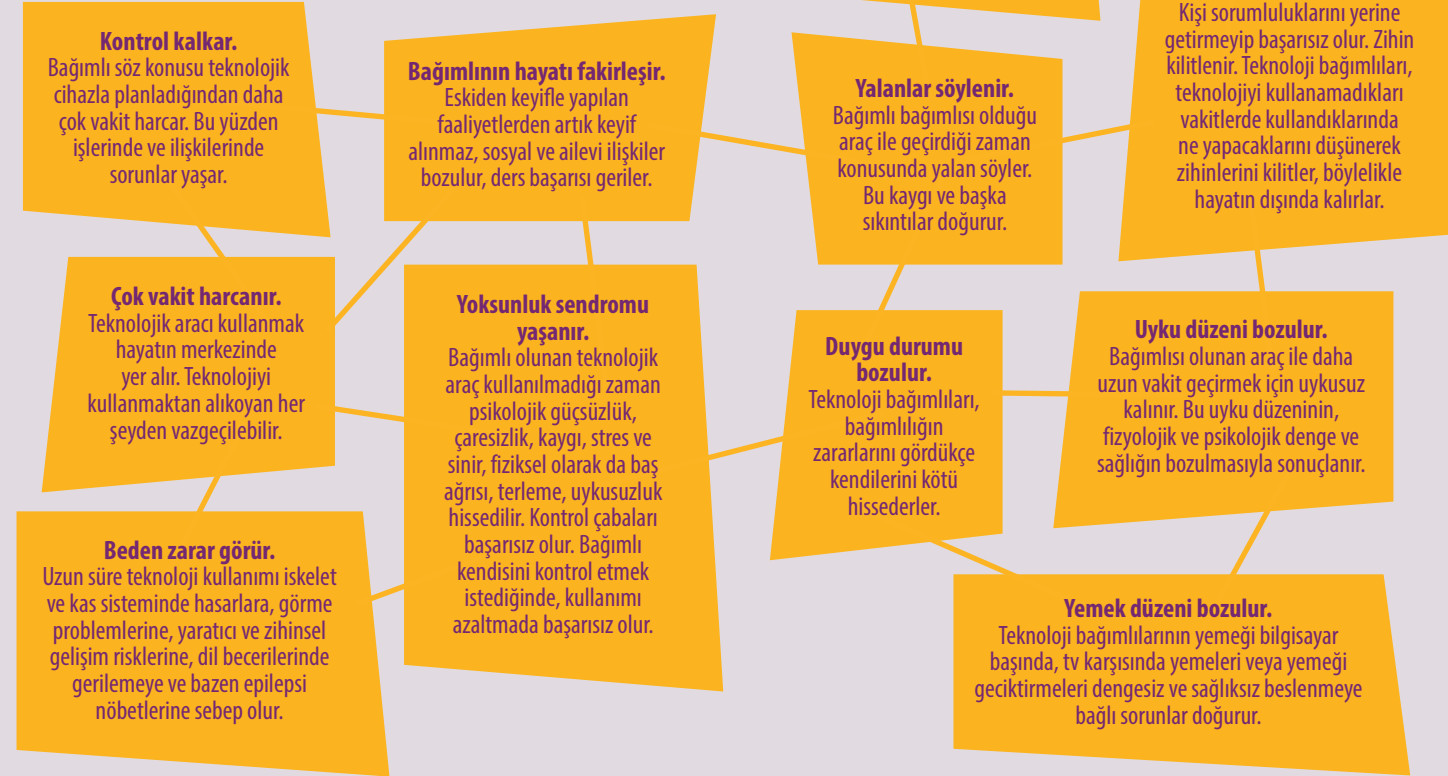 Kontrol kalkar.
Bağımlı söz konusu teknolojik
cihazla planladığından daha
çok vakit harcar. Bu yüzden
işlerinde ve ilişkilerinde
sorunlar yaşar.
Bağımlının hayatı fakirleşir.
Eskiden keyifle yapılan
faaliyetlerden artık keyif
alınmaz, sosyal ve ailevi ilişkiler
bozulur, ders başarısı geriler.
Yalanlar söylenir.
Bağımlı bağımlısı olduğu
araç ile geçirdiği zaman
konusunda yalan söyler.
Bu kaygı ve başka
sıkıntılar doğurur.
Kişi sorumluluklarını yerine
getirmeyip başarısız olur. Zihin
kilitlenir. Teknoloji bağımlıları,
teknolojiyi kullanamadıkları
vakitlerde kullandıklarında
ne yapacaklarını düşünerek
zihinlerini kilitler, böylelikle
hayatın dışında kalırlar.
Çok vakit harcanır.
Teknolojik aracı kullanmak
hayatın merkezinde
yer alır. Teknolojiyi
kullanmaktan alıkoyan her
şeyden vazgeçilebilir.
Yoksunluk sendromu
yaşanır.
Bağımlı olunan teknolojik
araç kullanılmadığı zaman
psikolojik güçsüzlük,
çaresizlik, kaygı, stres ve
sinir, fiziksel olarak da baş
ağrısı, terleme, uykusuzluk
hissedilir. Kontrol çabaları
başarısız olur. Bağımlı
kendisini kontrol etmek
istediğinde, kullanımı
azaltmada başarısız olur.
Duygu durumu
bozulur.
Teknoloji bağımlıları,
bağımlılığın
zararlarını gördükçe
kendilerini kötü
hissederler.
Uyku düzeni bozulur.
Bağımlısı olunan araç ile daha
uzun vakit geçirmek için uykusuz
kalınır. Bu uyku düzeninin,
fizyolojik ve psikolojik denge ve
sağlığın bozulmasıyla sonuçlanır.
Beden zarar görür.
Uzun süre teknoloji kullanımı iskelet
ve kas sisteminde hasarlara, görme
problemlerine, yaratıcı ve zihinsel
gelişim risklerine, dil becerilerinde
gerilemeye ve bazen epilepsi
nöbetlerine sebep olur.
Yemek düzeni bozulur.
Teknoloji bağımlılarının yemeği bilgisayar
başında, tv karşısında yemeleri veya yemeği
geciktirmeleri dengesiz ve sağlıksız beslenmeye
bağlı sorunlar doğurur.